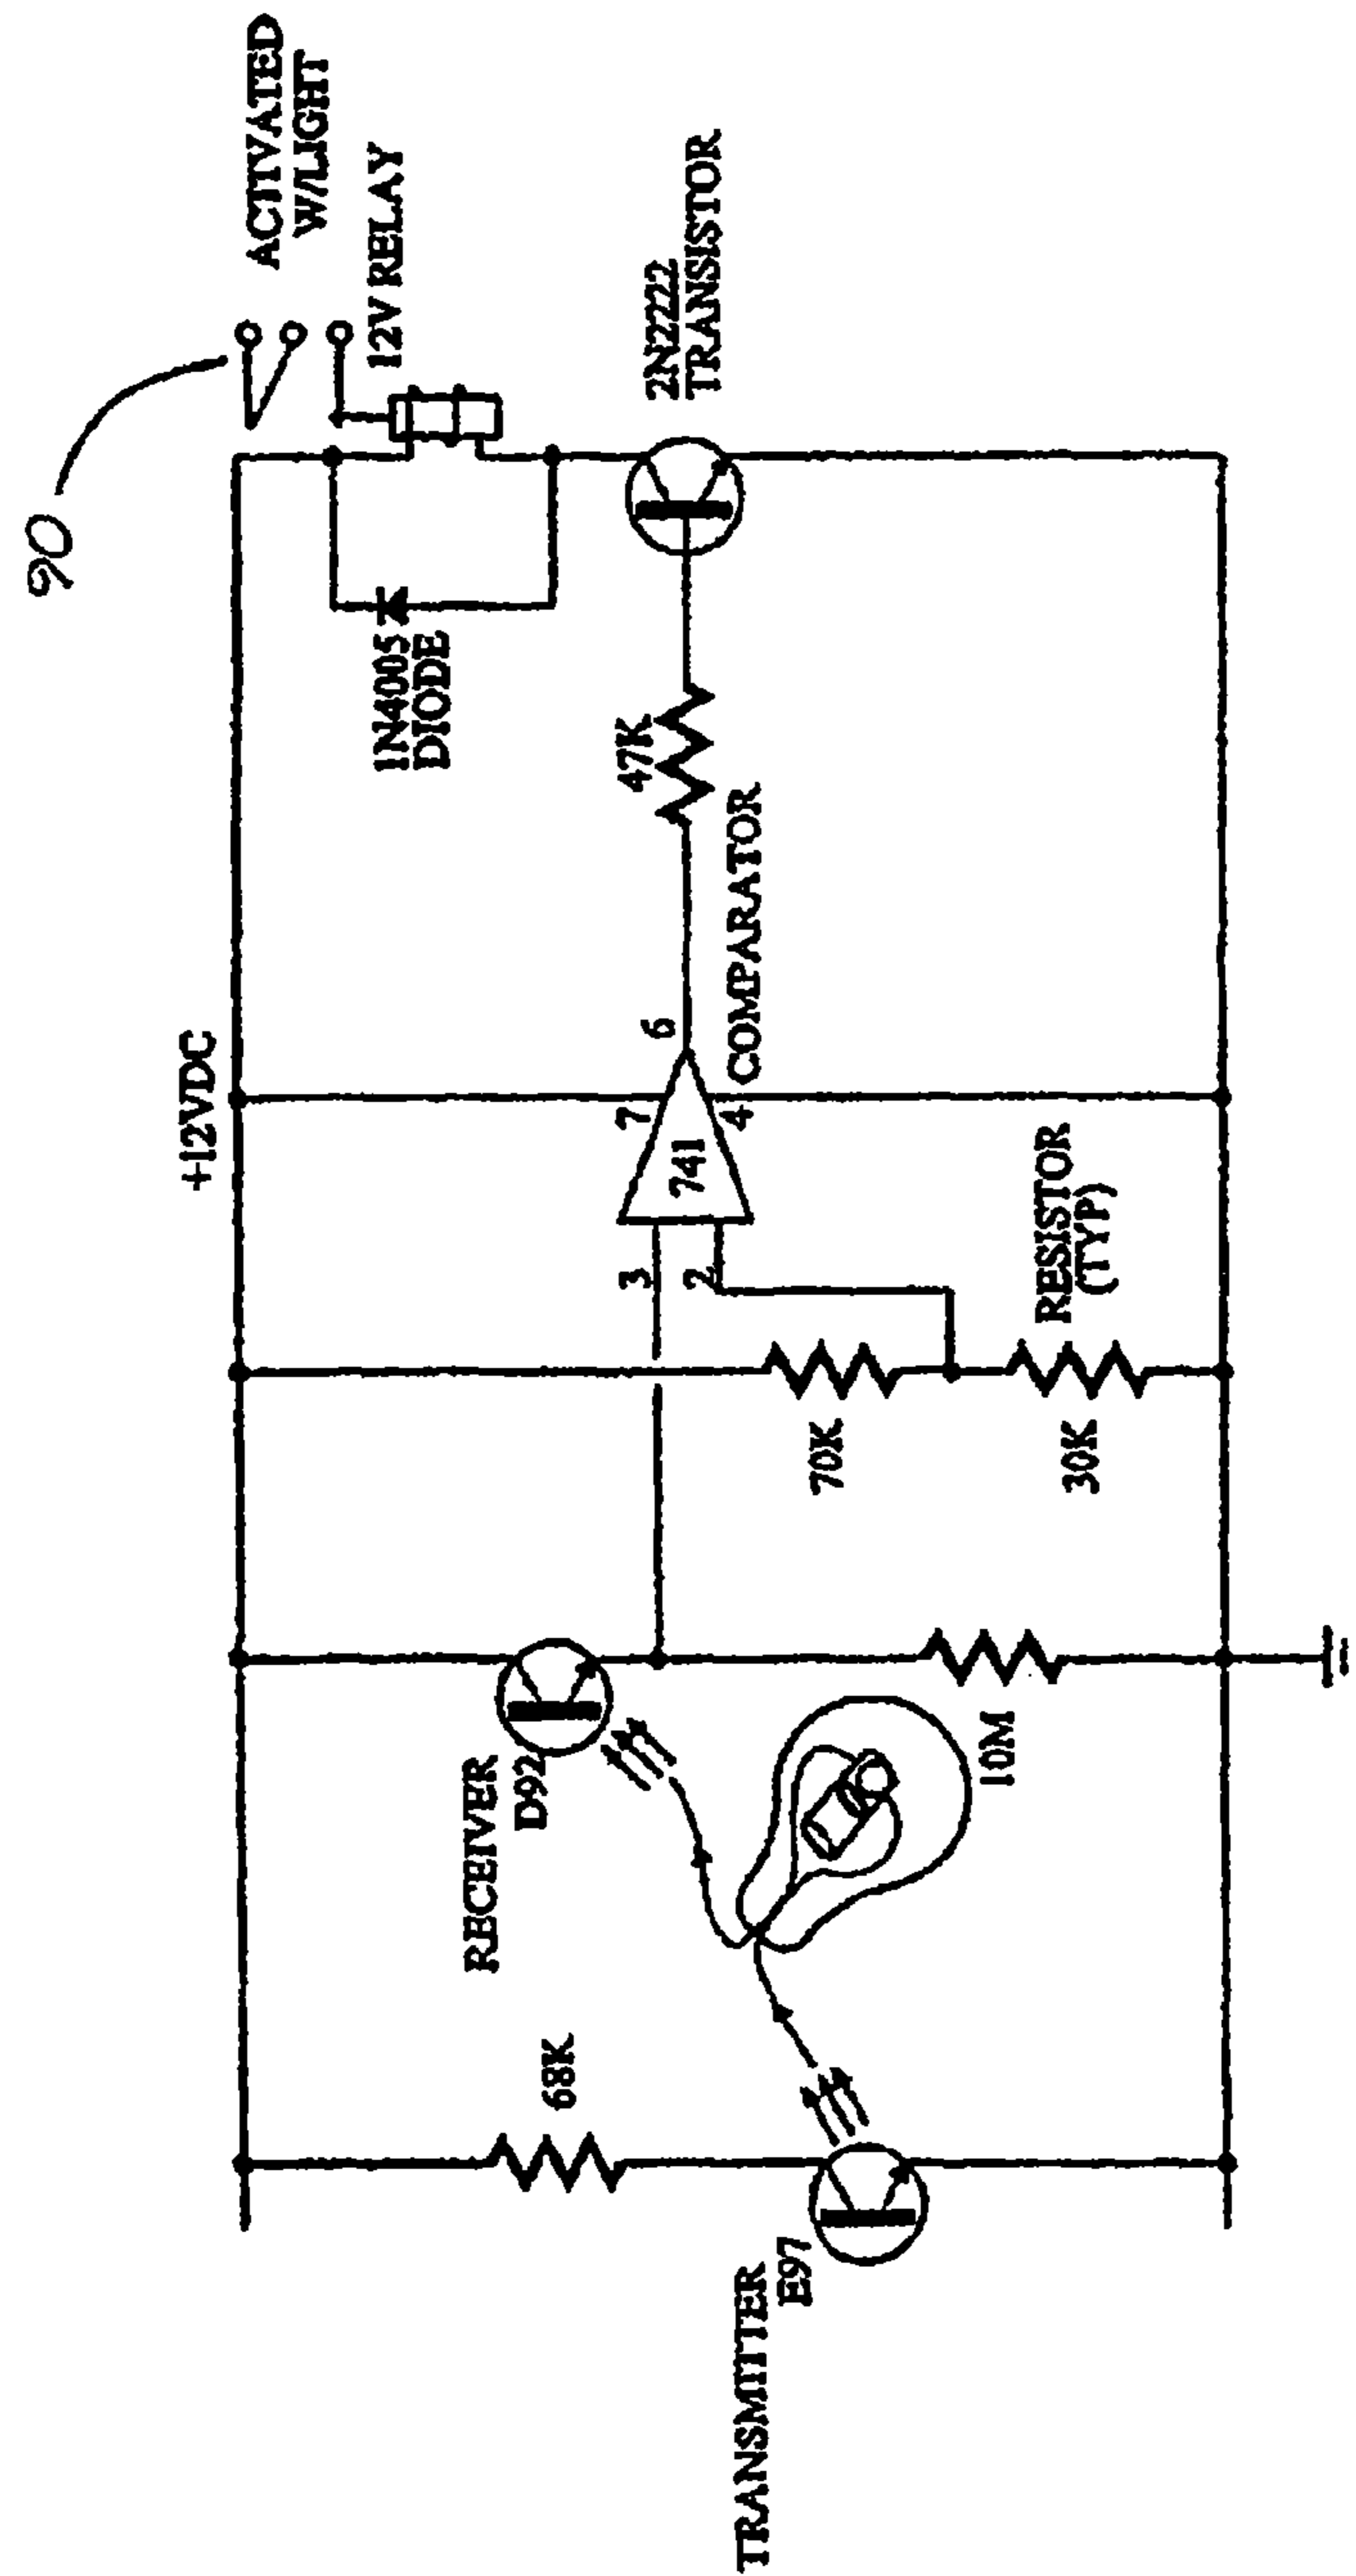 90
ACTIVATED
W/LIGHT
12V RELAY
+12VDC
1N4005
DIODE
2N2222
TRANSISTOR
47K
6
7
741
4
COMPARATOR
3
2
RESISTOR
(TYP)
70K
30K
RECEIVER
D92
10M
68K
TRANSMITTER
E97